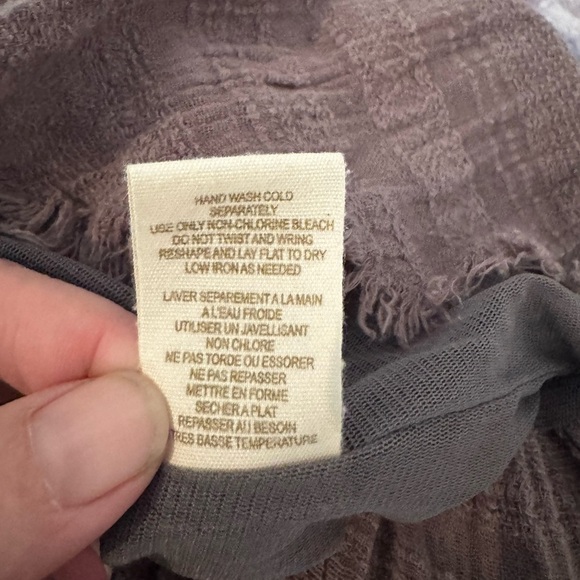 HAND WASH COLD
SEPARATELY
USE ONLY NON-CHLORINE BLEACH
DO NOT TWIST AND WRING
RESHAPE AND LAY FLAT TO DRY
LOW IRON AS NEEDED
LAVER SEPAREMENT A LA MAIN
A L'EAU FROIDE
UTILISER UN JAVELLISANT
NON CHLORE
NE PAS TORDE OU ESSORER
NE PAS REPASSER
METTRE EN FORME
SECHER A PLAT
REPASSER AU BESOIN
TRES BASSE TEMPERATURE